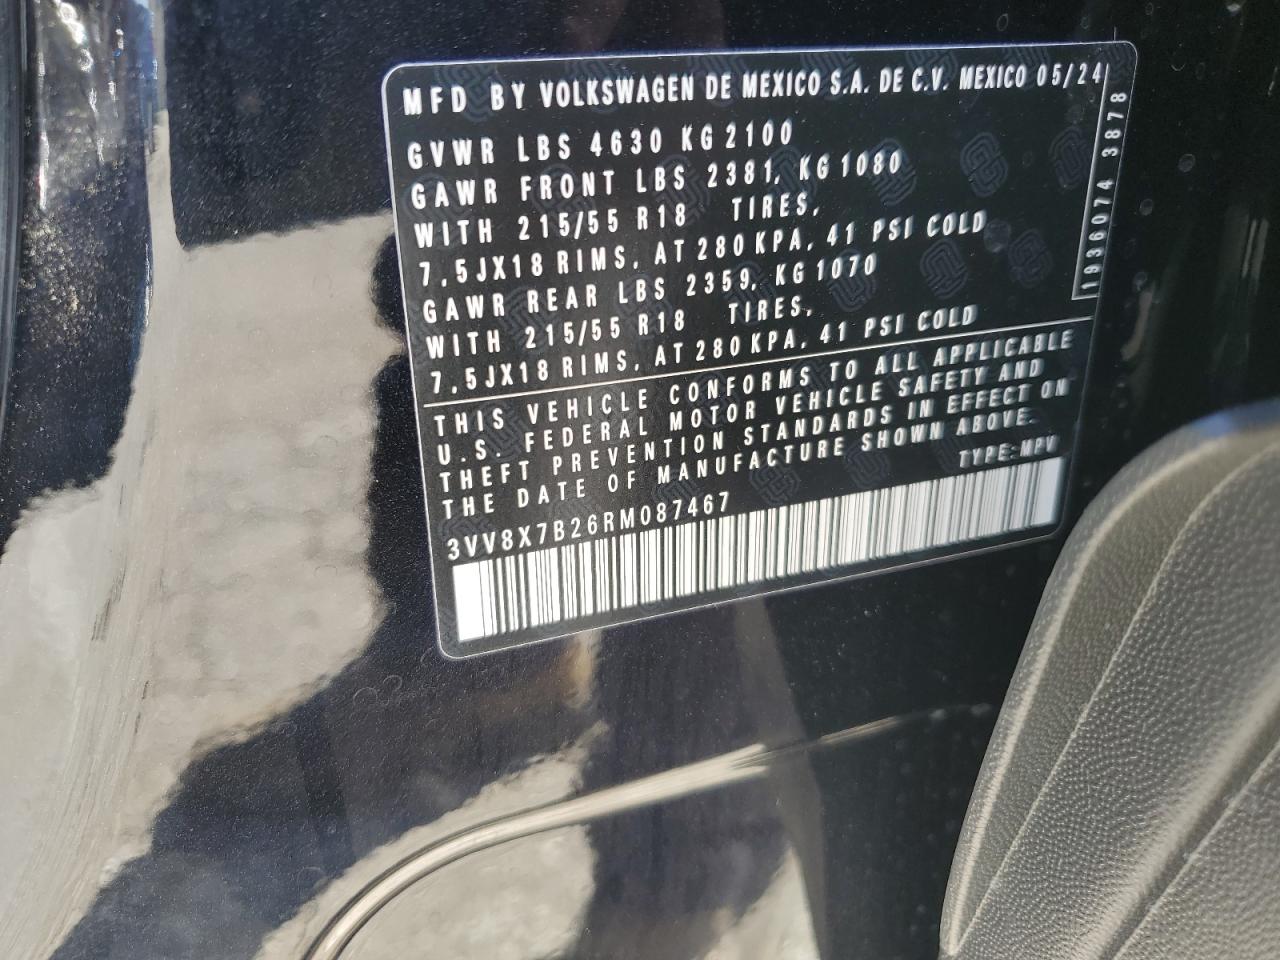 MFD BY VOLKSWAGEN DE MEXICO S.A. DE C.V. MEXICO 05/24
GVWR LBS 4630 KG 2100
GAWR FRONT LBS 2381, KG 1080
WITH 215/55 R18 TIRES,
7,5JX18 RIMS, AT 280 KPA, 41 PSI COLD
GAWR REAR LBS 2359, KG 1070
WITH 215/55 R18 TIRES,
7,5JX18 RIMS, AT 280 KPA, 41 PSI COLD
THIS VEHICLE CONFORMS TO ALL APPLICABLE
U.S. FEDERAL MOTOR VEHICLE SAFETY AND
THEFT PREVENTION STANDARDS IN EFFECT ON
THE DATE OF MANUFACTURE SHOWN ABOVE.
TYPE:MPV
3VV8X7B26RM087467
1936074 3878